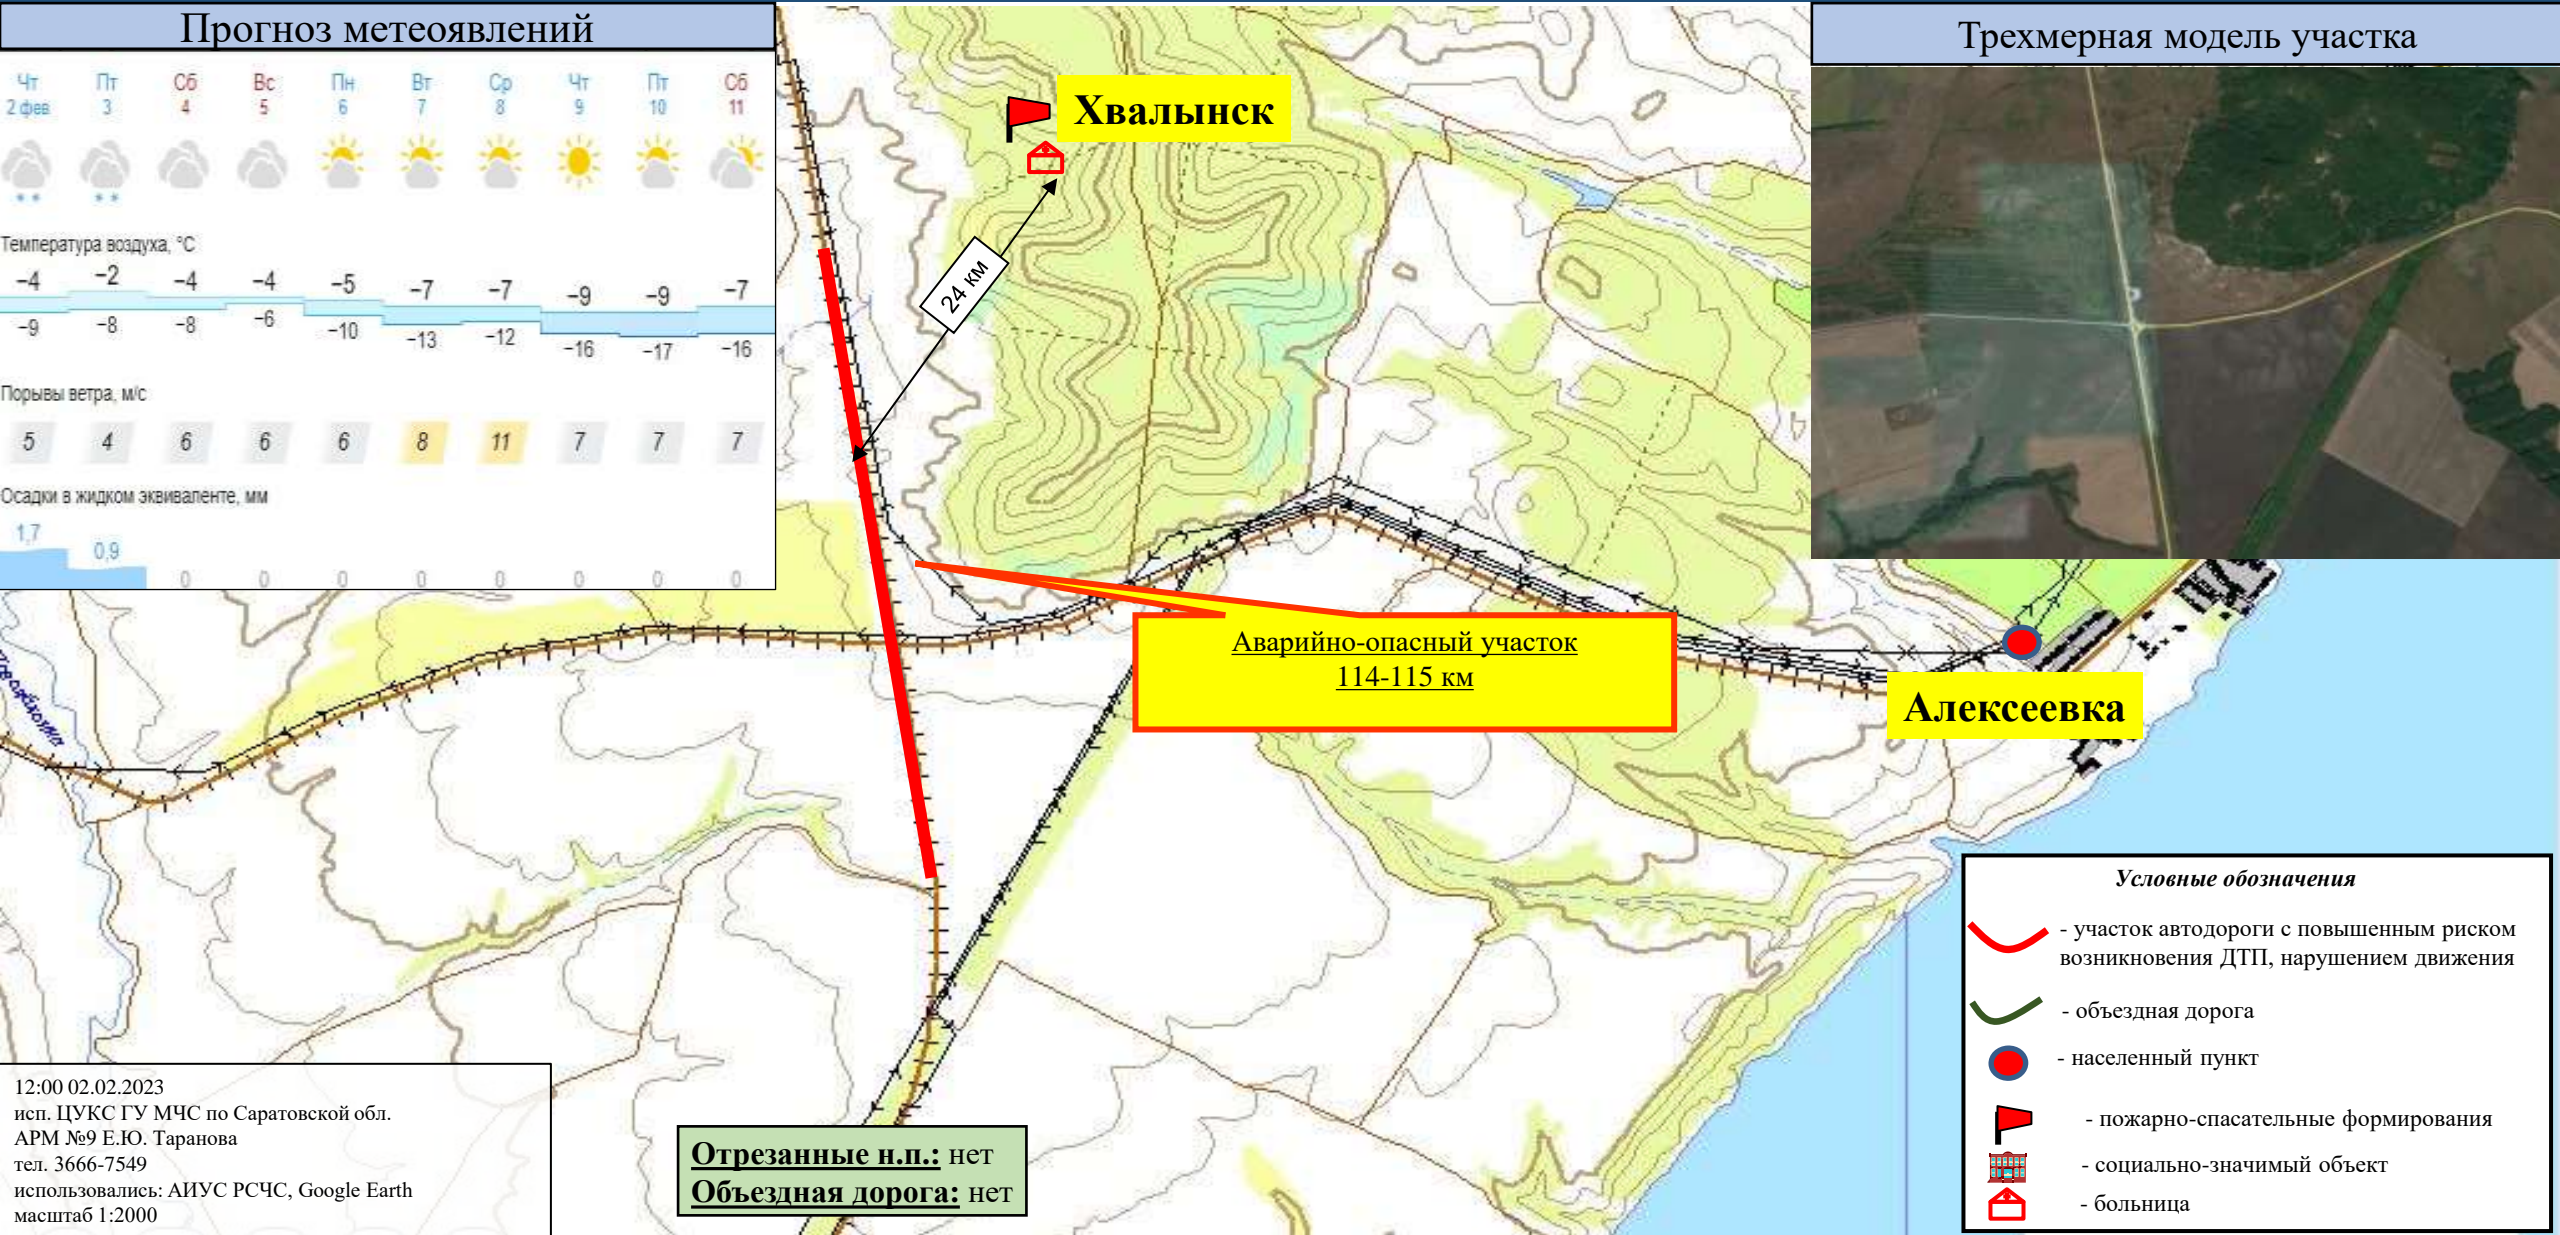 Прогноз метеоявлений
Чт Пт Сб Вс Пн Вт Ср Чт Пт Сб
2 фев 3 4 5 6 7 8 9 10 11
Температура воздуха, °C
−4 −2 −4 −4 −5 −7 −7 −9 −9 −7
−9 −8 −8 −6 −10 −13 −12 −16 −17 −16
Порывы ветра, м/с
5 4 6 6 6 8 11 7 7 7
Осадки в жидком эквиваленте, мм
1,7 0,9 0 0 0 0 0 0 0 0
Хвалынск
24 км
Трехмерная модель участка
Аварийно-опасный участок
114-115 км
Алексеевка
Условные обозначения
- участок автодороги с повышенным риском
возникновения ДТП, нарушением движения
- объездная дорога
- населенный пункт
- пожарно-спасательные формирования
- социально-значимый объект
- больница
12:00 02.02.2023
исп. ЦУКС ГУ МЧС по Саратовской обл.
АРМ №9 Е.Ю. Таранова
тел. 3666-7549
использовались: АИУС РСЧС, Google Earth
масштаб 1:2000
Отрезанные н.п.: нет
Объездная дорога: нет